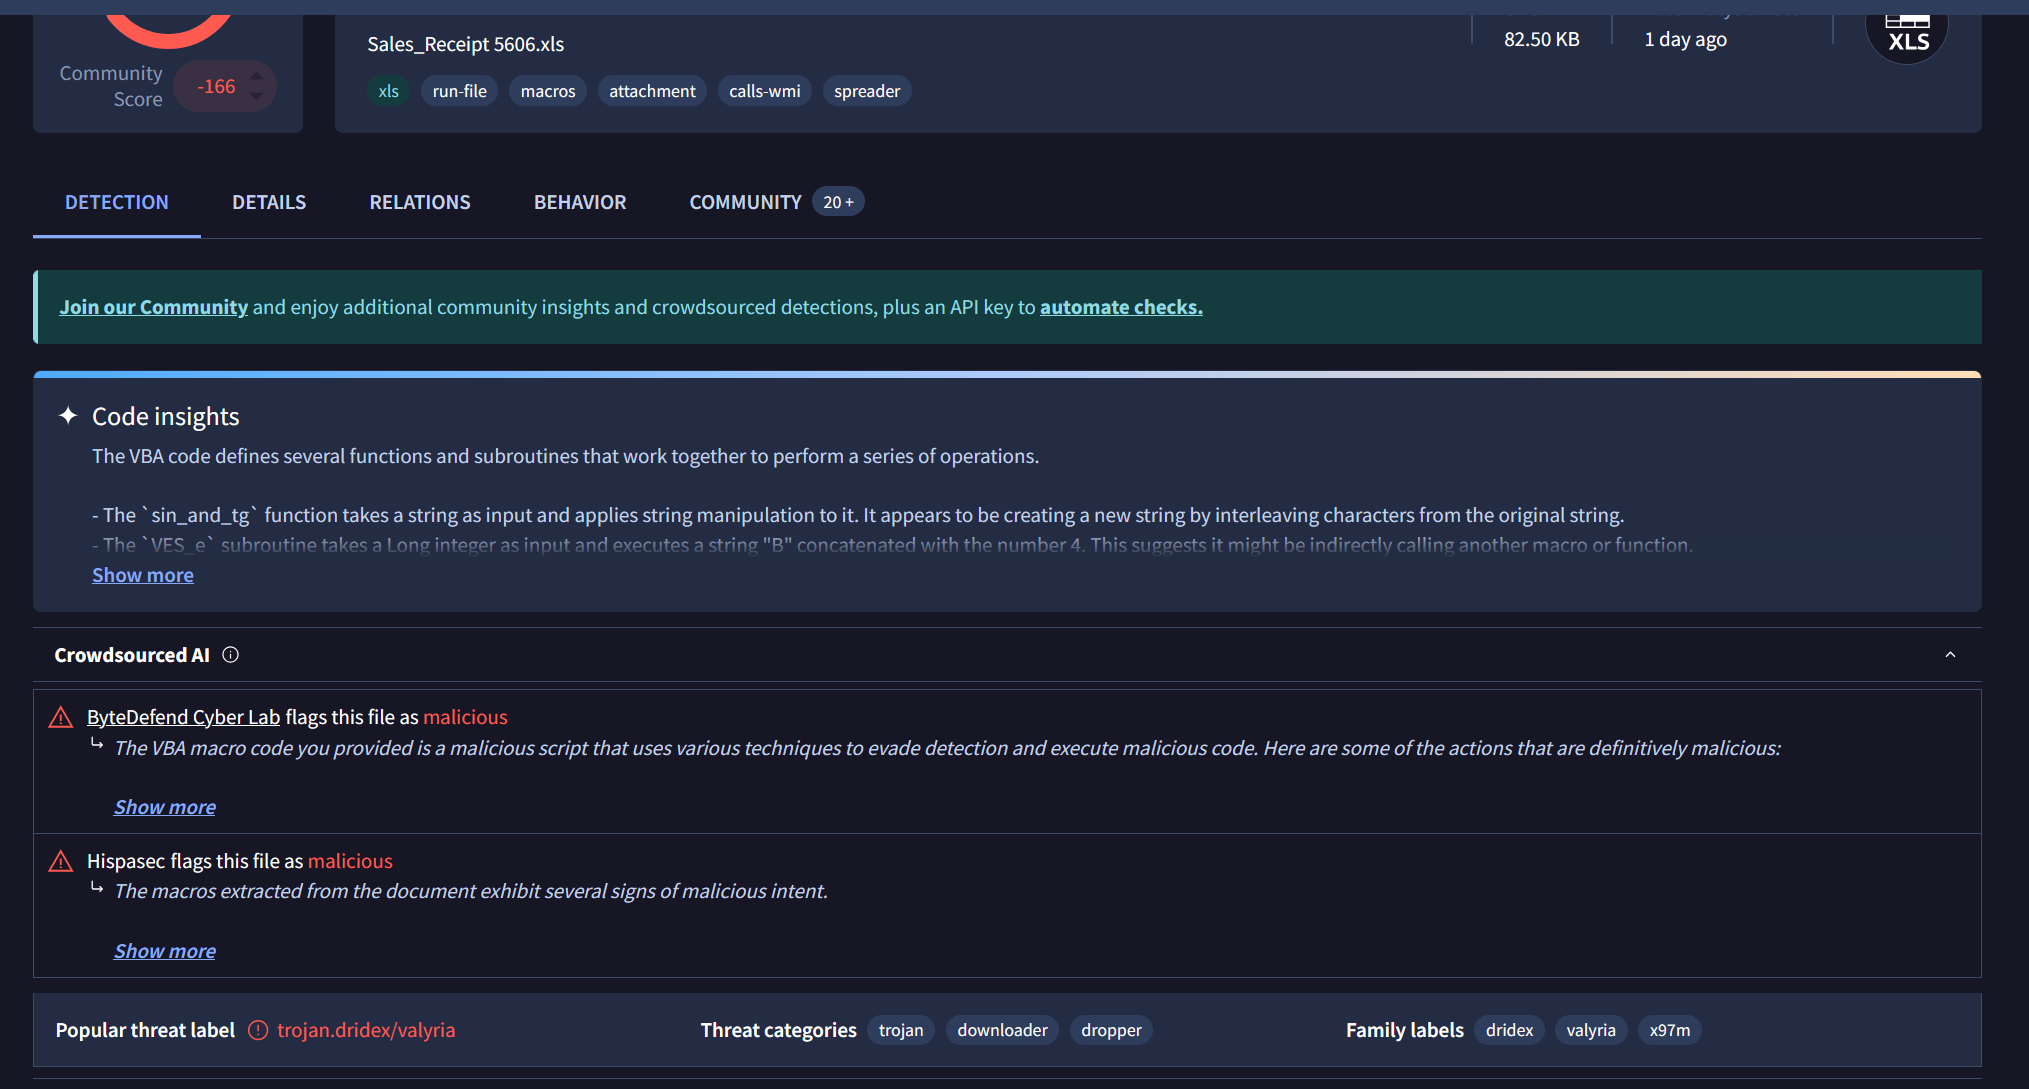 Community
Score
-166
Sales_Receipt 5606.xls
82.50 KB
1 day ago
XLS
xls run-file macros attachment calls-wmi spreader
DETECTION DETAILS RELATIONS BEHAVIOR COMMUNITY 20 +
Join our Community and enjoy additional community insights and crowdsourced detections, plus an API key to automate checks.
Code insights
The VBA code defines several functions and subroutines that work together to perform a series of operations.
- The `sin_and_tg` function takes a string as input and applies string manipulation to it. It appears to be creating a new string by interleaving characters from the original string.
- The `VES_e` subroutine takes a Long integer as input and executes a string "B" concatenated with the number 4. This suggests it might be indirectly calling another macro or function.
Show more
Crowdsourced AI
ByteDefend Cyber Lab flags this file as malicious
The VBA macro code you provided is a malicious script that uses various techniques to evade detection and execute malicious code. Here are some of the actions that are definitively malicious:
Show more
Hispasec flags this file as malicious
The macros extracted from the document exhibit several signs of malicious intent.
Show more
Popular threat label trojan.dridex/valyria Threat categories trojan downloader dropper Family labels dridex valyria x97m